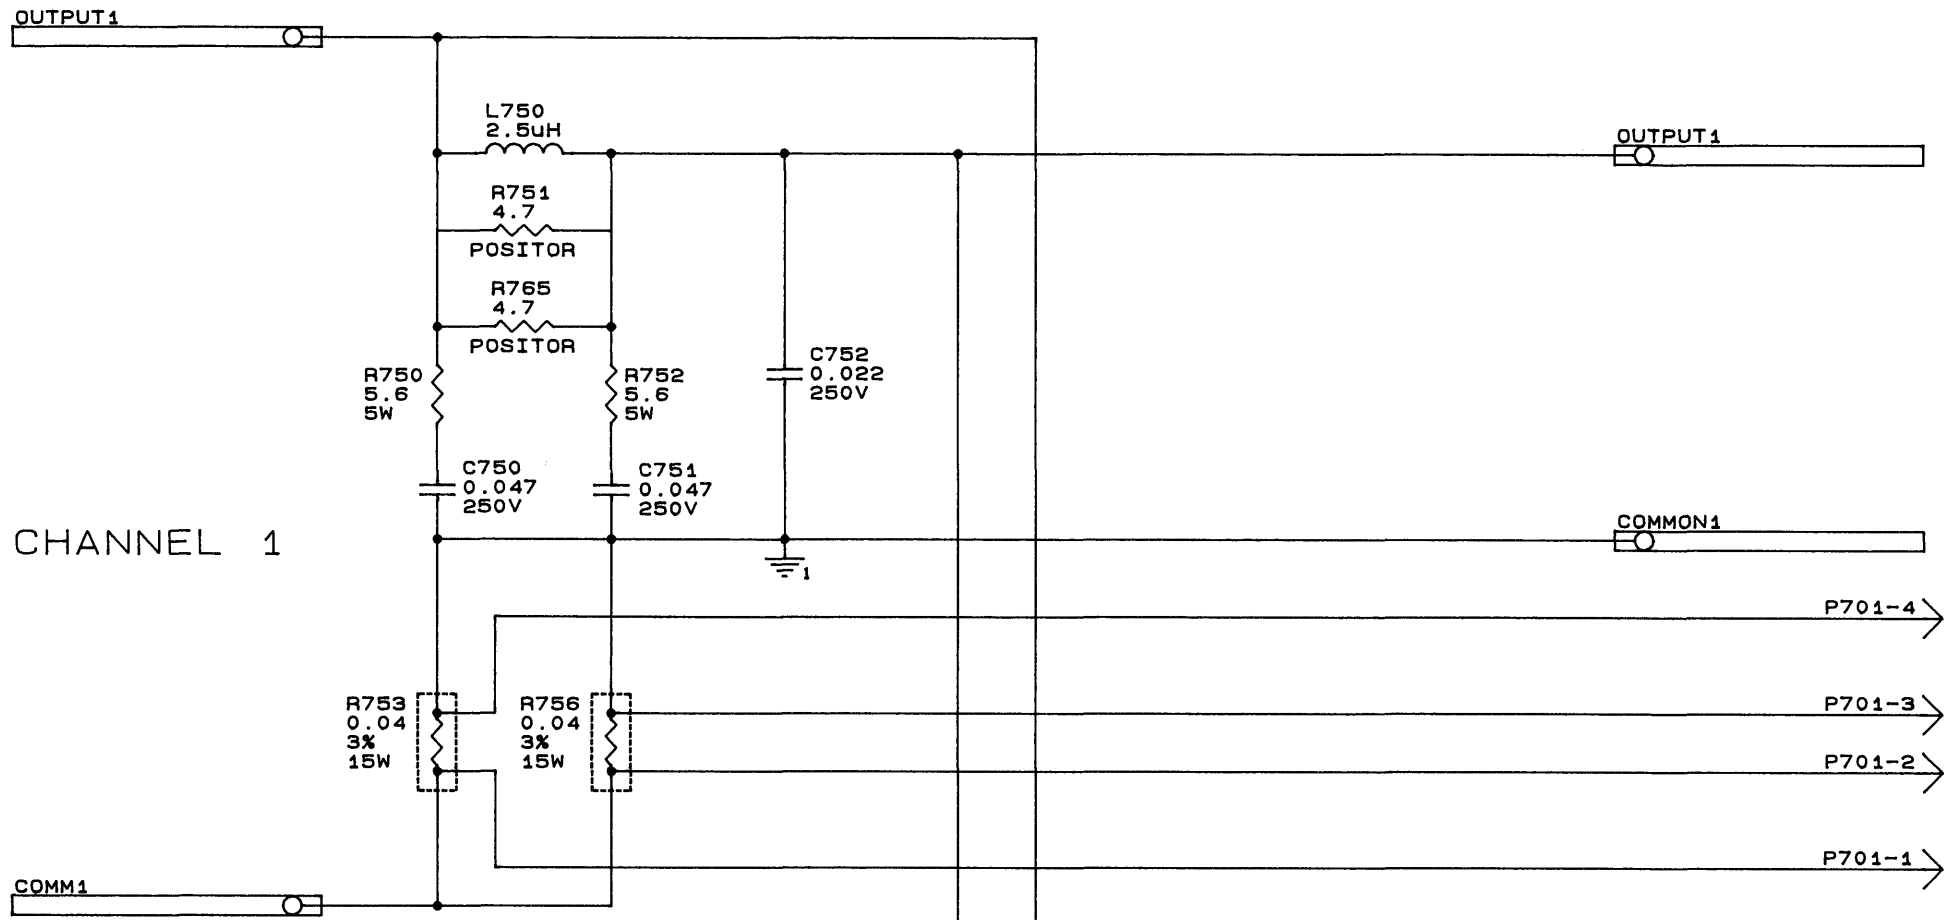 OUTPUT1
L750
2.5uH
OUTPUT1
R751
4.7
POSITOR
R765
4.7
POSITOR
R750
5.6
5W
R752
5.6
5W
C752
0.022
250V
C750
0.047
250V
C751
0.047
250V
CHANNEL 1
COMMON1
1
P701-4
R753
0.04
3%
15W
R756
0.04
3%
15W
P701-3
P701-2
P701-1
COMM1